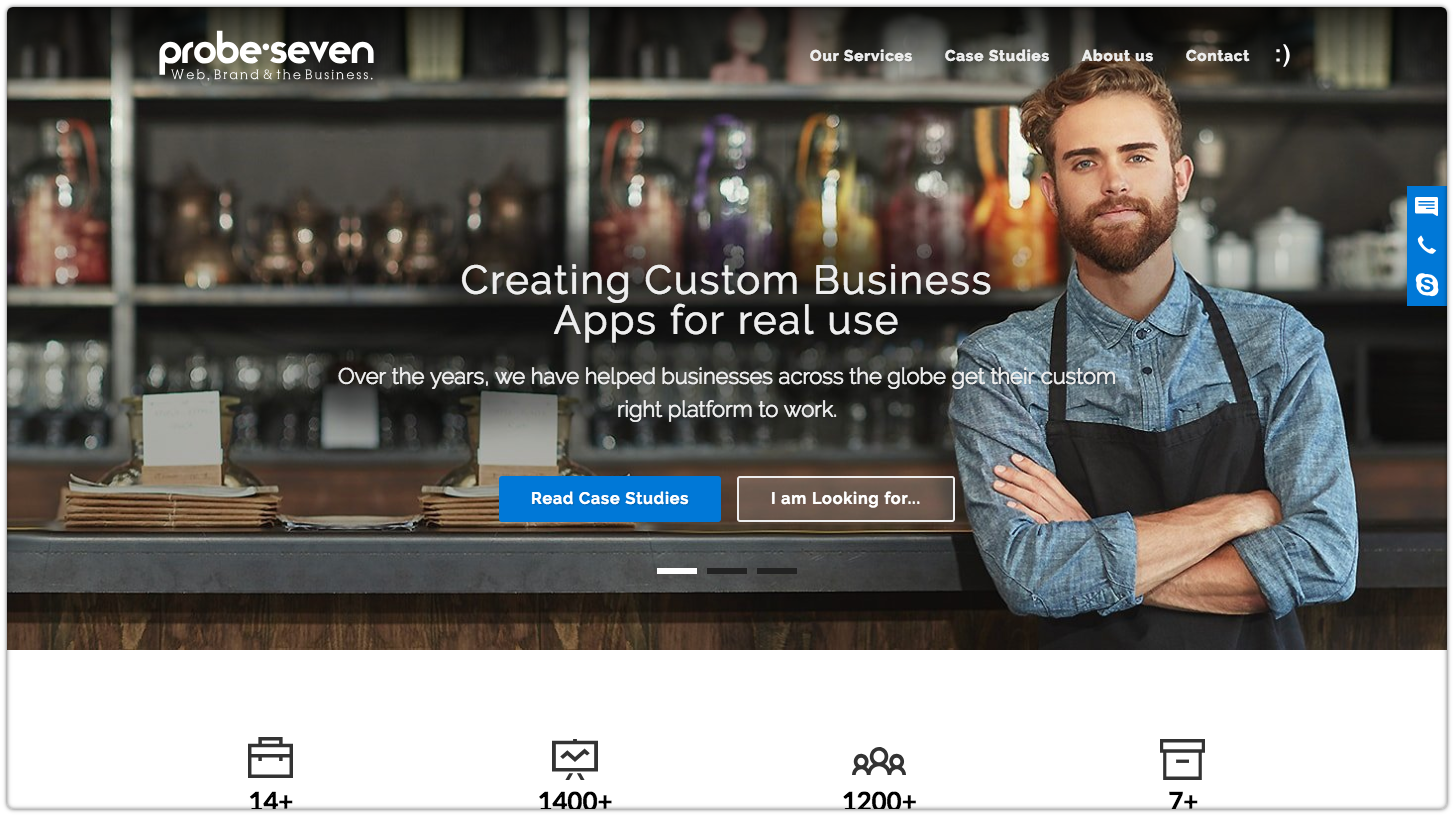 probe·seven
Web, Brand & the Business.
Our Services Case Studies About us Contact :)
Creating Custom Business
Apps for real use
Over the years, we have helped businesses across the globe get their custom
right platform to work.
Read Case Studies I am Looking for...
14+ 1400+ 1200+ 7+